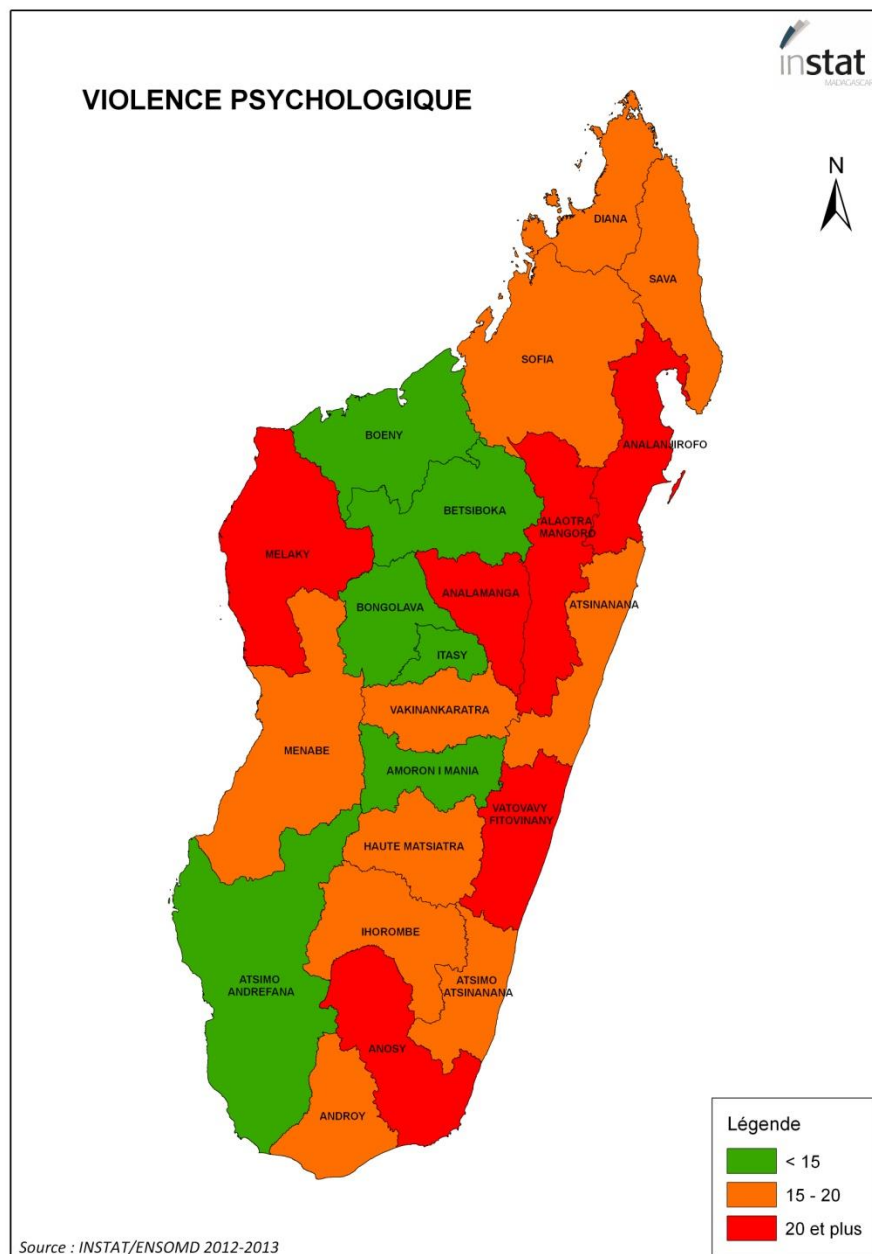 instat
MADAGASCAR
VIOLENCE PSYCHOLOGIQUE
N
DIANA
SAVA
SOFIA
BOENY
ANALANJIROFO
BETSIBOKA
ALAOTRA
MANGORO
MELAKY
ANALAMANGA
BONGOLAVA
ATSINANANA
ITASY
VAKINANKARATRA
MENABE
AMORON I MANIA
VATOVAVY
FITOVINANY
HAUTE MATSIATRA
IHOROMBE
ATSIMO
ANDREFANA
ATSIMO
ATSINANANA
ANOSY
ANDROY
Légende
< 15
15 - 20
20 et plus
Source : INSTAT/ENSOMD 2012-2013